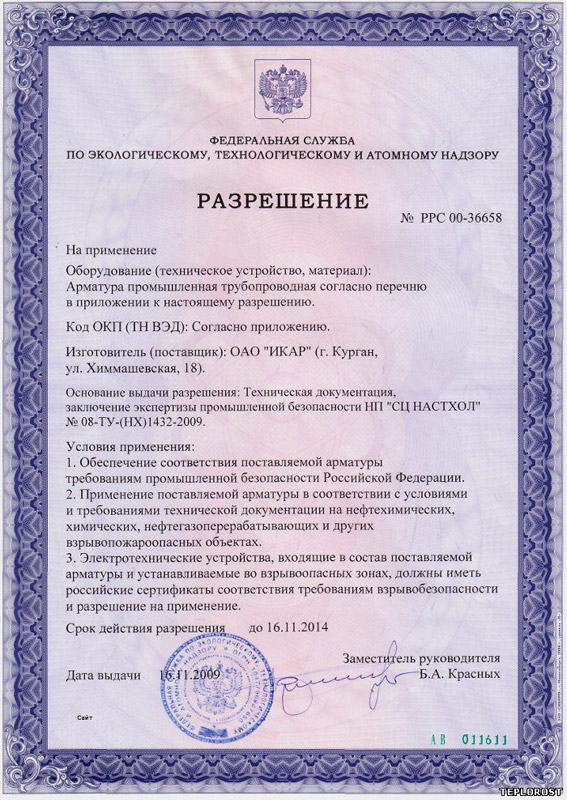 ФЕДЕРАЛЬНАЯ СЛУЖБА
ПО ЭКОЛОГИЧЕСКОМУ, ТЕХНОЛОГИЧЕСКОМУ И АТОМНОМУ НАДЗОРУ
РАЗРЕШЕНИЕ
№ РРС 00-36658
На применение
Оборудование (техническое устройство, материал):
Арматура промышленная трубопроводная согласно перечню
в приложении к настоящему разрешению.
Код ОКП (ТН ВЭД): Согласно приложению.
Изготовитель (поставщик): ОАО "ИКАР" (г. Курган,
ул. Химмашевская, 18).
Основание выдачи разрешения: Техническая документация,
заключение экспертизы промышленной безопасности НП "СЦ НАСТХОЛ"
№ 08-ТУ-(НХ)1432-2009.
Условия применения:
1. Обеспечение соответствия поставляемой арматуры
требованиям промышленной безопасности Российской Федерации.
2. Применение поставляемой арматуры в соответствии с условиями
и требованиями технической документации на нефтехимических,
химических, нефтегазоперерабатывающих и других
взрывопожароопасных объектах.
3. Электротехнические устройства, входящие в состав поставляемой
арматуры и устанавливаемые во взрывоопасных зонах, должны иметь
российские сертификаты соответствия требованиям взрывобезопасности
и разрешение на применение.
Срок действия разрешения до 16.11.2014
Заместитель руководителя
Дата выдачи 16.11.2009 Б.А. Красных
Сайт
АВ 011611
TEPLOROST